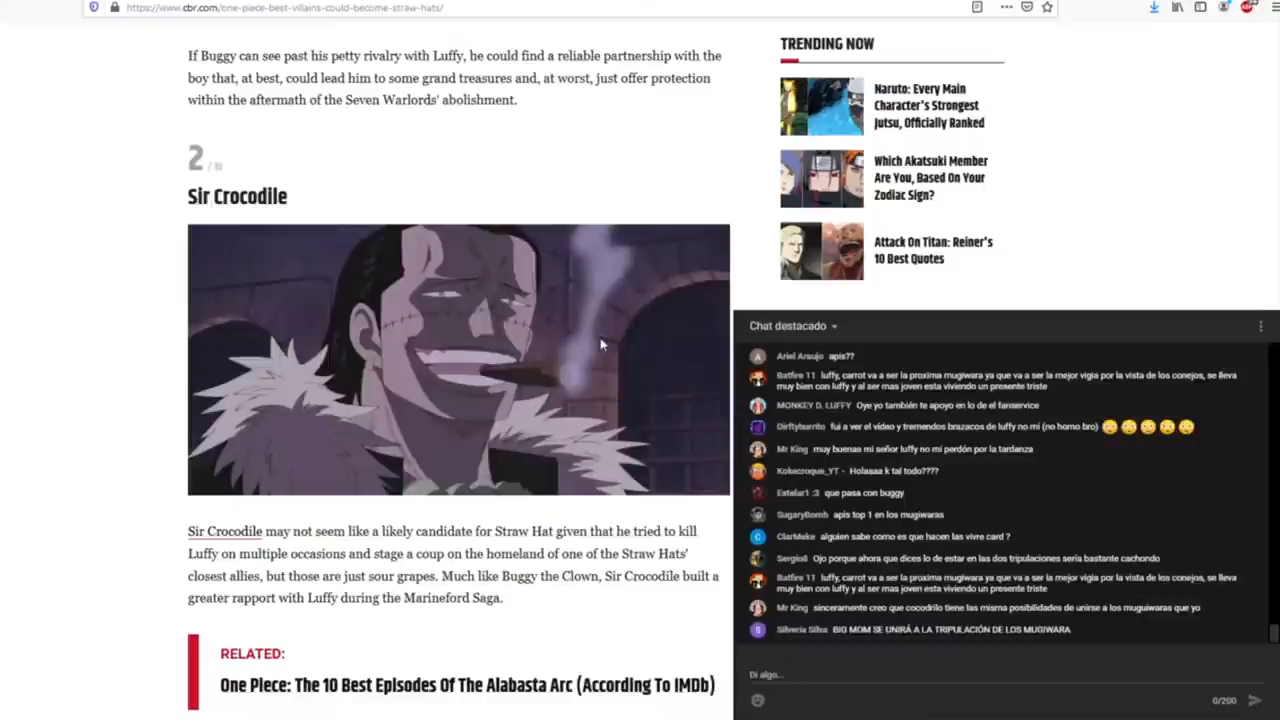 https://www.cbr.com/one-piece-best-villains-could-become-straw-hats/
If Buggy can see past his petty rivalry with Luffy, he could find a reliable partnership with the
boy that, at best, could lead him to some grand treasures and, at worst, just offer protection
within the aftermath of the Seven Warlords' abolishment.
2 / 10
Sir Crocodile
Sir Crocodile may not seem like a likely candidate for Straw Hat given that he tried to kill
Luffy on multiple occasions and stage a coup on the homeland of one of the Straw Hats'
closest allies, but those are just sour grapes. Much like Buggy the Clown, Sir Crocodile built a
greater rapport with Luffy during the Marineford Saga.
RELATED:
One Piece: The 10 Best Episodes Of The Alabasta Arc (According To IMDb)
TRENDING NOW
Naruto: Every Main
Character's Strongest
Jutsu, Officially Ranked
Which Akatsuki Member
Are You, Based On Your
Zodiac Sign?
Attack On Titan: Reiner's
10 Best Quotes
Chat destacado
A Ariel Araujo apis??
Batfire 11 luffy, carrot va a ser la proxima mugiwara ya que va a ser la mejor vigia por la vista de los conejos, se lleva
muy bien con luffy y al ser mas joven esta viviendo un presente triste
MONKEY D. LUFFY Oye yo también te apoyo en lo de el fanservice
Dirftyburrito fui a ver el vídeo y tremendos brazacos de luffy no mi (no homo bro)
Mr King muy buenas mi señor luffy no mi perdón por la tardanza
Kokecroque_YT - Holaaaa k tal todo????
Estelar1 :3 que pasa con buggy
SugaryBomb apis top 1 en los mugiwaras
C ClarMeke alguien sabe como es que hacen las vivre card ?
Sergio8 Ojo porque ahora que dices lo de estar en las dos tripulaciones seria bastante cachondo
Batfire 11 luffy, carrot va a ser la proxima mugiwara ya que va a ser la mejor vigia por la vista de los conejos, se lleva
muy bien con luffy y al ser mas joven esta viviendo un presente triste
Mr King sinceramente creo que cocodrilo tiene las misma posibilidades de unirse a los muguiwaras que yo
S Silveria Silva BIG MOM SE UNIRÁ A LA TRIPULACIÓN DE LOS MUGIWARA
Di algo...
0/200